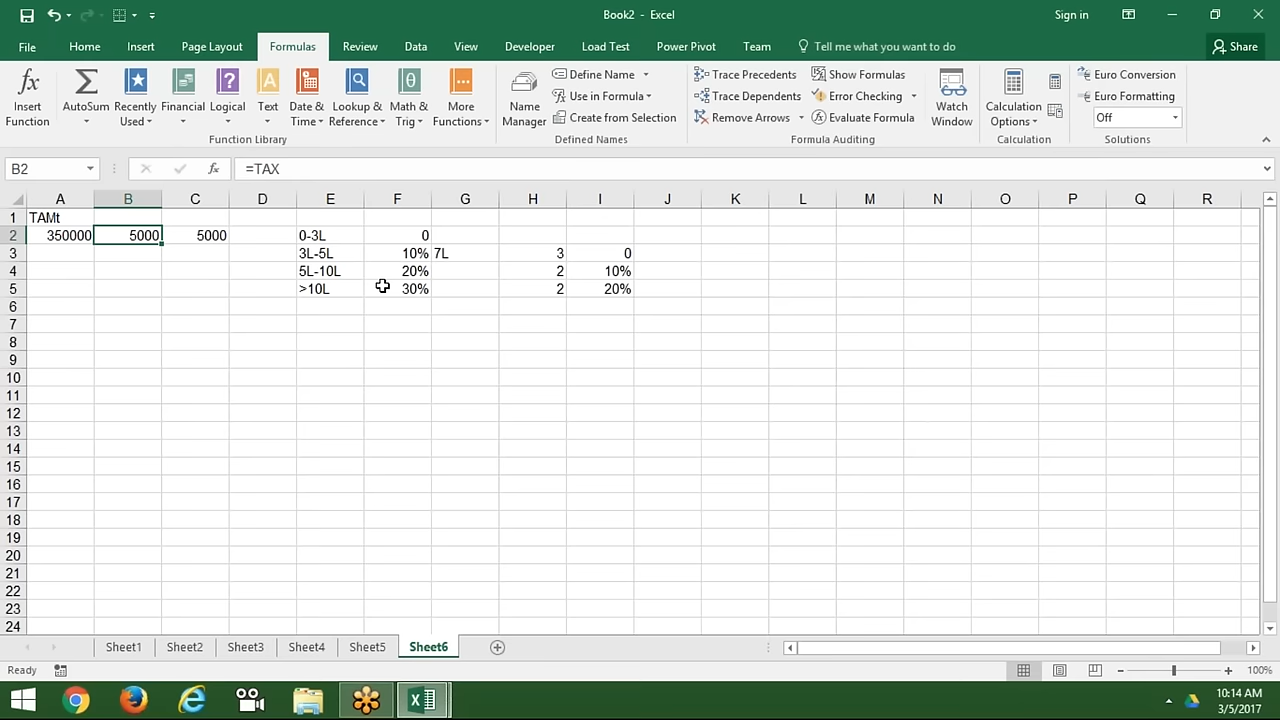 Book2 - Excel
Sign in
File Home Insert Page Layout Formulas Review Data View Developer Load Test Power Pivot Team Tell me what you want to do Share
Insert Function
AutoSum
Recently Used
Financial
Logical
Text
Date & Time
Lookup & Reference
Math & Trig
More Functions
Function Library
Name Manager
Define Name
Use in Formula
Create from Selection
Defined Names
Trace Precedents
Trace Dependents
Remove Arrows
Show Formulas
Error Checking
Evaluate Formula
Formula Auditing
Watch Window
Calculation Options
Calculation
Euro Conversion
Euro Formatting
Off
Solutions
B2 fx =TAX
A B C D E F G H I J K L M N O P Q R
1 TAMt
2 350000 5000 5000 0-3L 0
3 3L-5L 10% 7L 3 0
4 5L-10L 20% 2 10%
5 >10L 30% 2 20%
6
7
8
9
10
11
12
13
14
15
16
17
18
19
20
21
22
23
24
Sheet1 Sheet2 Sheet3 Sheet4 Sheet5 Sheet6
Ready 100%
10:14 AM
3/5/2017